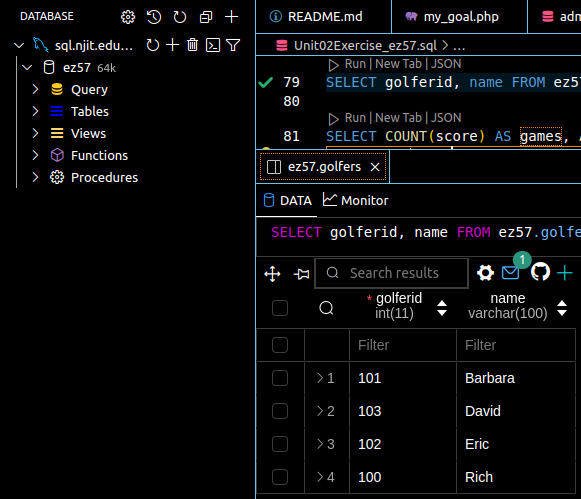 DATABASE
sql.njit.edu...
ez57 64k
Query
Tables
Views
Functions
Procedures
README.md
my_goal.php
adm
Unit02Exercise_ez57.sql > ...
Run | New Tab | JSON
79 SELECT golferid, name FROM ez57
80
Run | New Tab | JSON
81 SELECT COUNT(score) AS games,
ez57.golfers
DATA
Monitor
SELECT golferid, name FROM ez57.golfe
Search results
1
* golferid
int(11)
name
varchar(100)
Filter Filter
1 101 Barbara
2 103 David
3 102 Eric
4 100 Rich